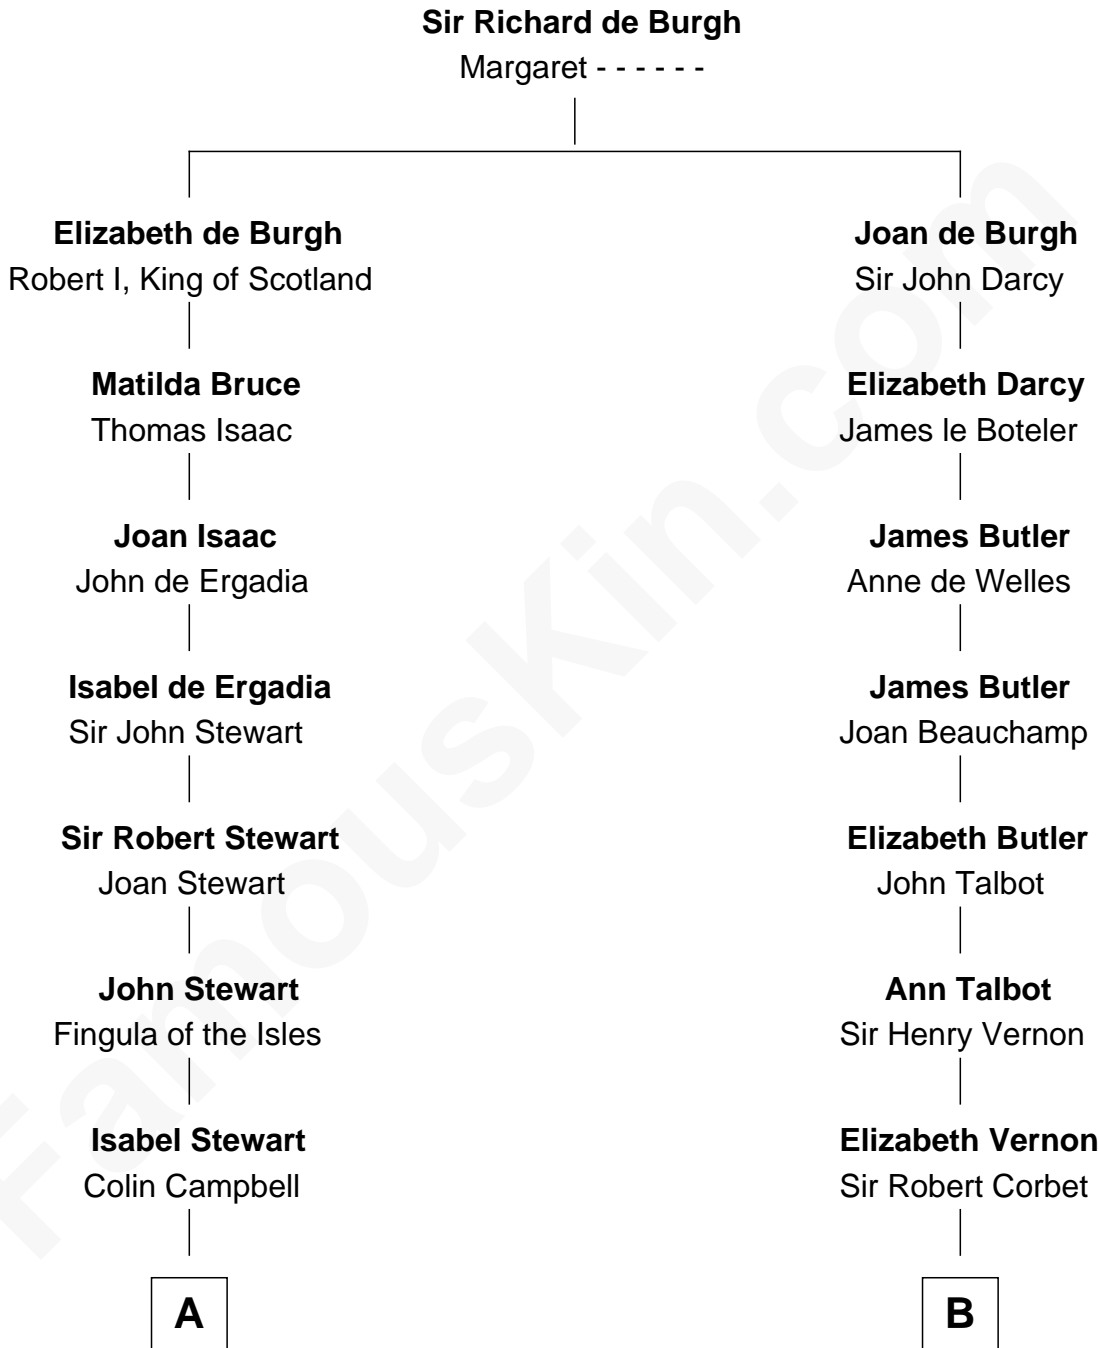 Sir Richard de Burgh
Margaret - - - - - -
Elizabeth de Burgh
Robert I, King of Scotland
Joan de Burgh
Sir John Darcy
Matilda Bruce
Thomas Isaac
Elizabeth Darcy
James le Boteler
Joan Isaac
John de Ergadia
James Butler
Anne de Welles
Isabel de Ergadia
Sir John Stewart
James Butler
Joan Beauchamp
Sir Robert Stewart
Joan Stewart
Elizabeth Butler
John Talbot
John Stewart
Fingula of the Isles
Ann Talbot
Sir Henry Vernon
Isabel Stewart
Colin Campbell
Elizabeth Vernon
Sir Robert Corbet
A
B
FamousKin.com